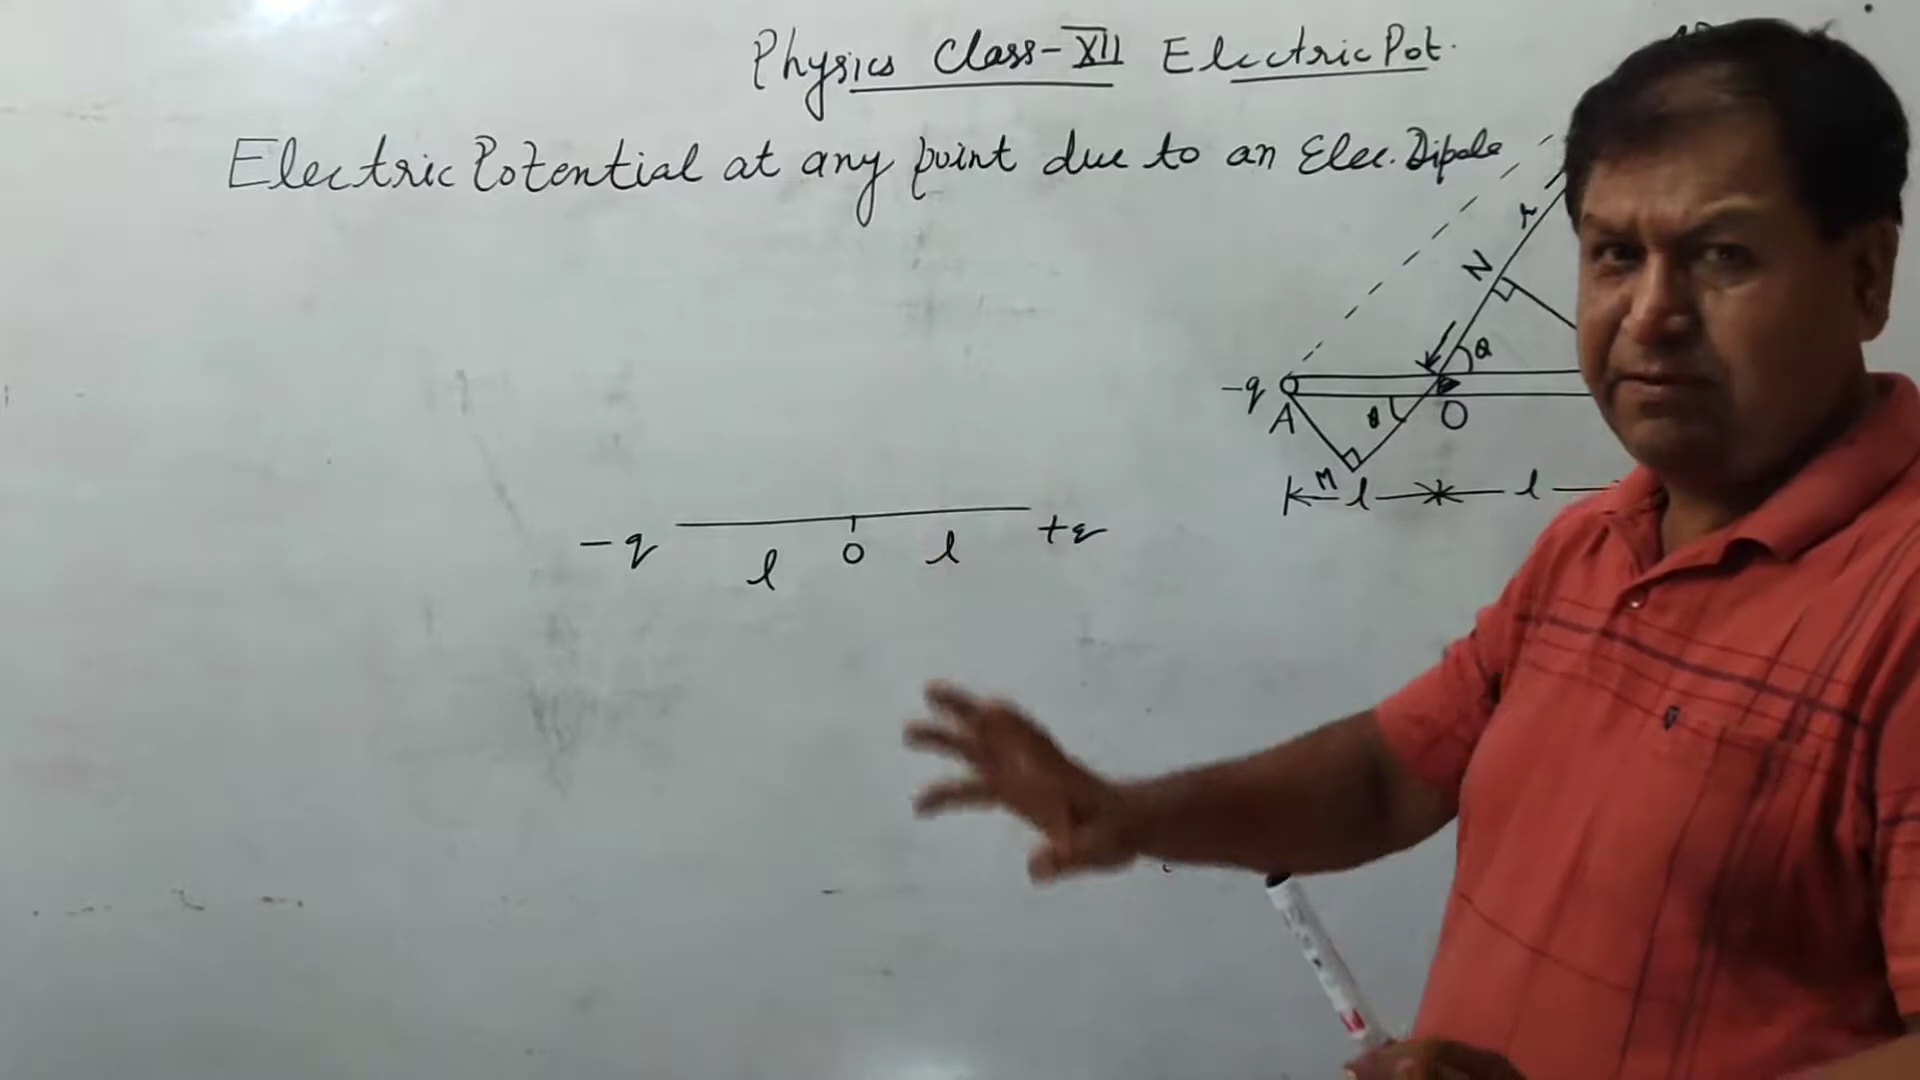 Physics Class-XII Electric Pot.
Electric Potential at any point due to an Elec. Dipole
r
N
θ
-q
A
θ
O
M
l
l
-q
l
o
l
+q